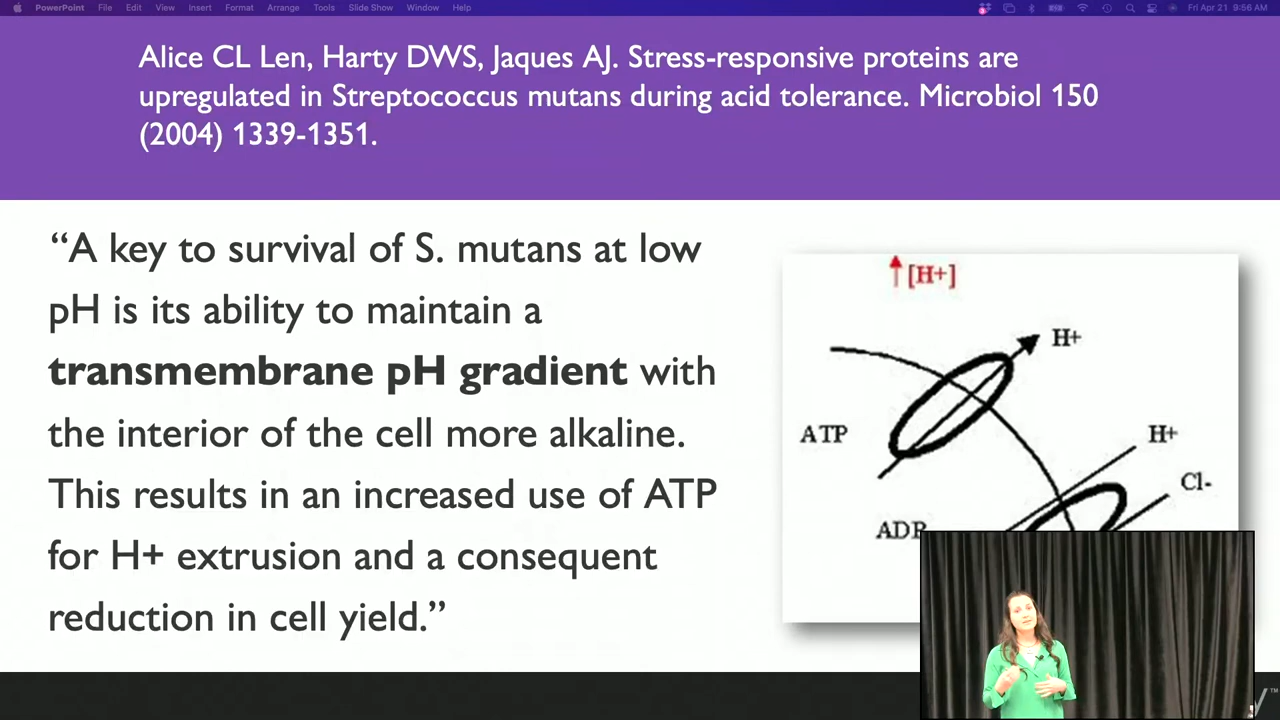 PowerPoint File Edit View Insert Format Arrange Tools Slide Show Window Help Fri Apr 21 9:56 AM
Alice CL Len, Harty DWS, Jaques AJ. Stress-responsive proteins are
upregulated in Streptococcus mutans during acid tolerance. Microbiol 150
(2004) 1339-1351.
“A key to survival of S. mutans at low
pH is its ability to maintain a
transmembrane pH gradient with
the interior of the cell more alkaline.
This results in an increased use of ATP
for H+ extrusion and a consequent
reduction in cell yield.”
[H+]
H+
ATP
H+
Cl-
TM